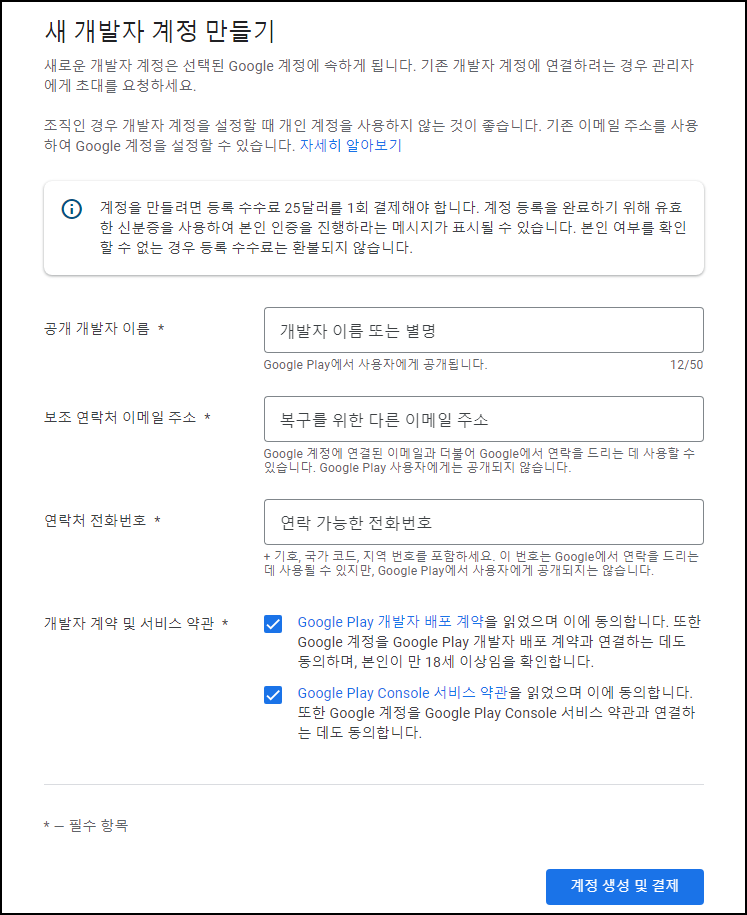 새 개발자 계정 만들기
새로운 개발자 계정은 선택된 Google 계정에 속하게 됩니다. 기존 개발자 계정에 연결하려는 경우 관리자
에게 초대를 요청하세요.
조직인 경우 개발자 계정을 설정할 때 개인 계정을 사용하지 않는 것이 좋습니다. 기존 이메일 주소를 사용
하여 Google 계정을 설정할 수 있습니다. 자세히 알아보기
계정을 만들려면 등록 수수료 25달러를 1회 결제해야 합니다. 계정 등록을 완료하기 위해 유효
한 신분증을 사용하여 본인 인증을 진행하라는 메시지가 표시될 수 있습니다. 본인 여부를 확인
할 수 없는 경우 등록 수수료는 환불되지 않습니다.
공개 개발자 이름 *
개발자 이름 또는 별명
Google Play에서 사용자에게 공개됩니다. 12/50
보조 연락처 이메일 주소 *
복구를 위한 다른 이메일 주소
Google 계정에 연결된 이메일과 더불어 Google에서 연락을 드리는 데 사용할 수
있습니다. Google Play 사용자에게는 공개되지 않습니다.
연락처 전화번호 *
연락 가능한 전화번호
+ 기호, 국가 코드, 지역 번호를 포함하세요. 이 번호는 Google에서 연락을 드리는
데 사용될 수 있지만, Google Play에서 사용자에게 공개되지는 않습니다.
개발자 계약 및 서비스 약관 *
Google Play 개발자 배포 계약을 읽었으며 이에 동의합니다. 또한
Google 계정을 Google Play 개발자 배포 계약과 연결하는 데도
동의하며, 본인이 만 18세 이상임을 확인합니다.
Google Play Console 서비스 약관을 읽었으며 이에 동의합니다.
또한 Google 계정을 Google Play Console 서비스 약관과 연결하
는 데도 동의합니다.
* — 필수 항목
계정 생성 및 결제